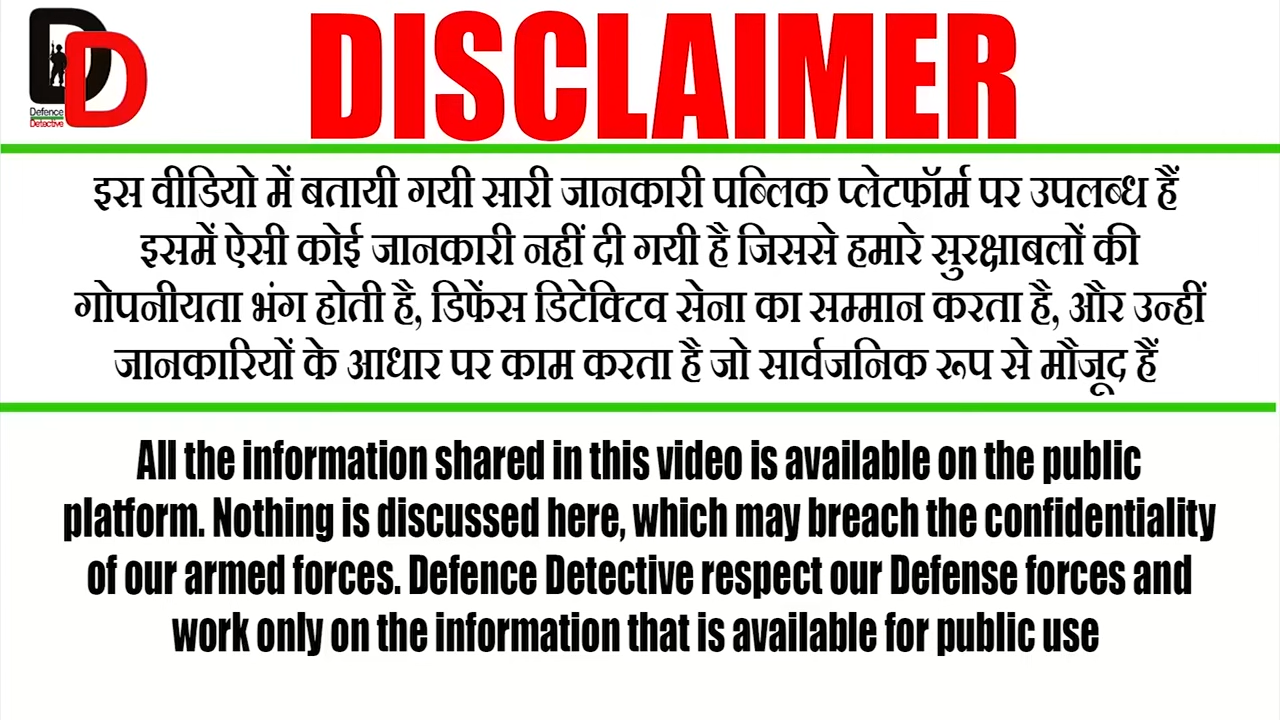 DD
Defence
Detective
DISCLAIMER
इस वीडियो में बतायी गयी सारी जानकारी पब्लिक प्लेटफॉर्म पर उपलब्ध हैं
इसमें ऐसी कोई जानकारी नहीं दी गयी है जिससे हमारे सुरक्षाबलों की
गोपनीयता भंग होती है, डिफेंस डिटेक्टिव सेना का सम्मान करता है, और उन्हीं
जानकारियों के आधार पर काम करता है जो सार्वजनिक रूप से मौजूद हैं
All the information shared in this video is available on the public
platform. Nothing is discussed here, which may breach the confidentiality
of our armed forces. Defence Detective respect our Defense forces and
work only on the information that is available for public use